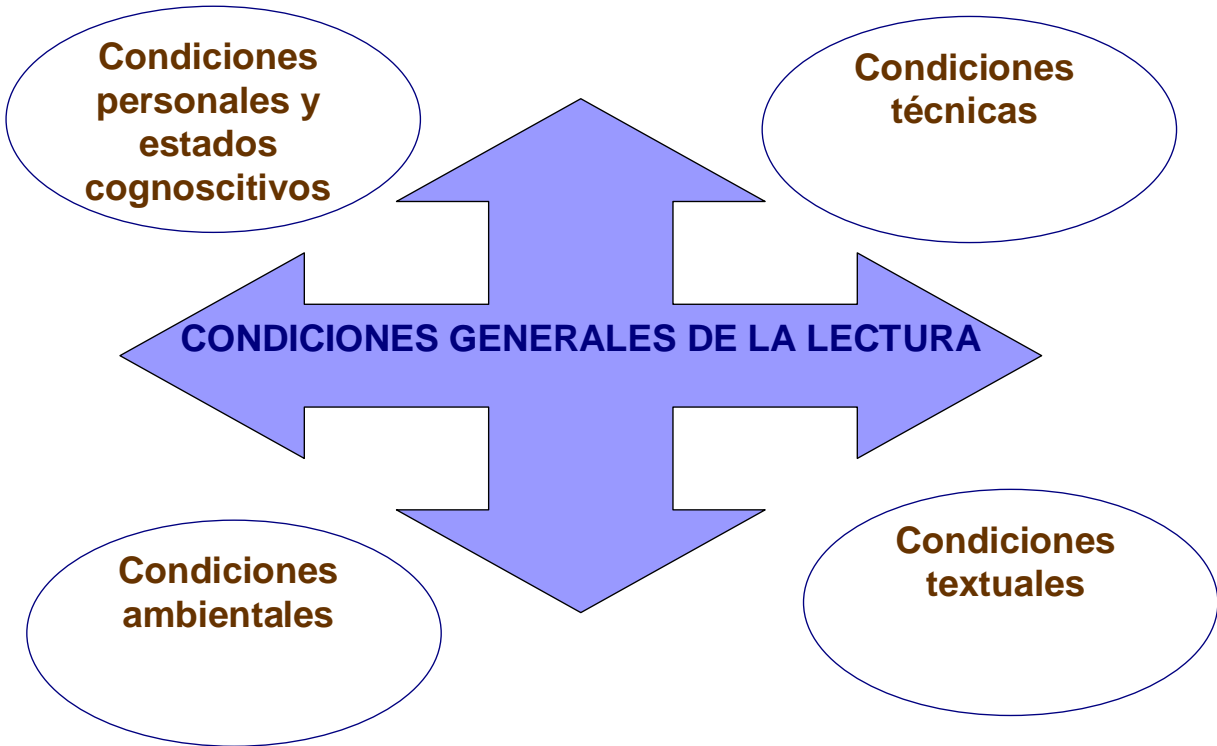 Condiciones
personales y
estados
cognoscitivos
Condiciones
técnicas
CONDICIONES GENERALES DE LA LECTURA
Condiciones
ambientales
Condiciones
textuales